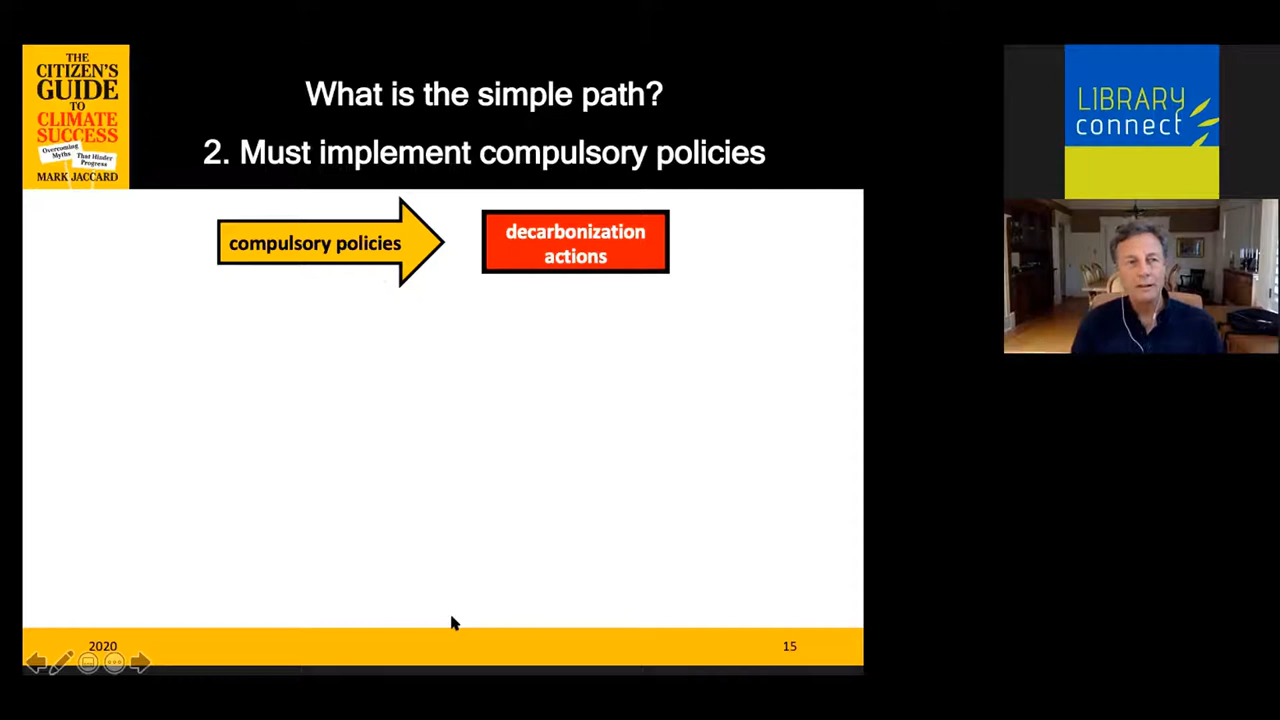 THE
CITIZEN'S
GUIDE
TO
CLIMATE
SUCCESS
Overcoming
Myths
That Hinder
Progress
MARK JACCARD
What is the simple path?
2. Must implement compulsory policies
compulsory policies
decarbonization
actions
2020
15
LIBRARY
connect